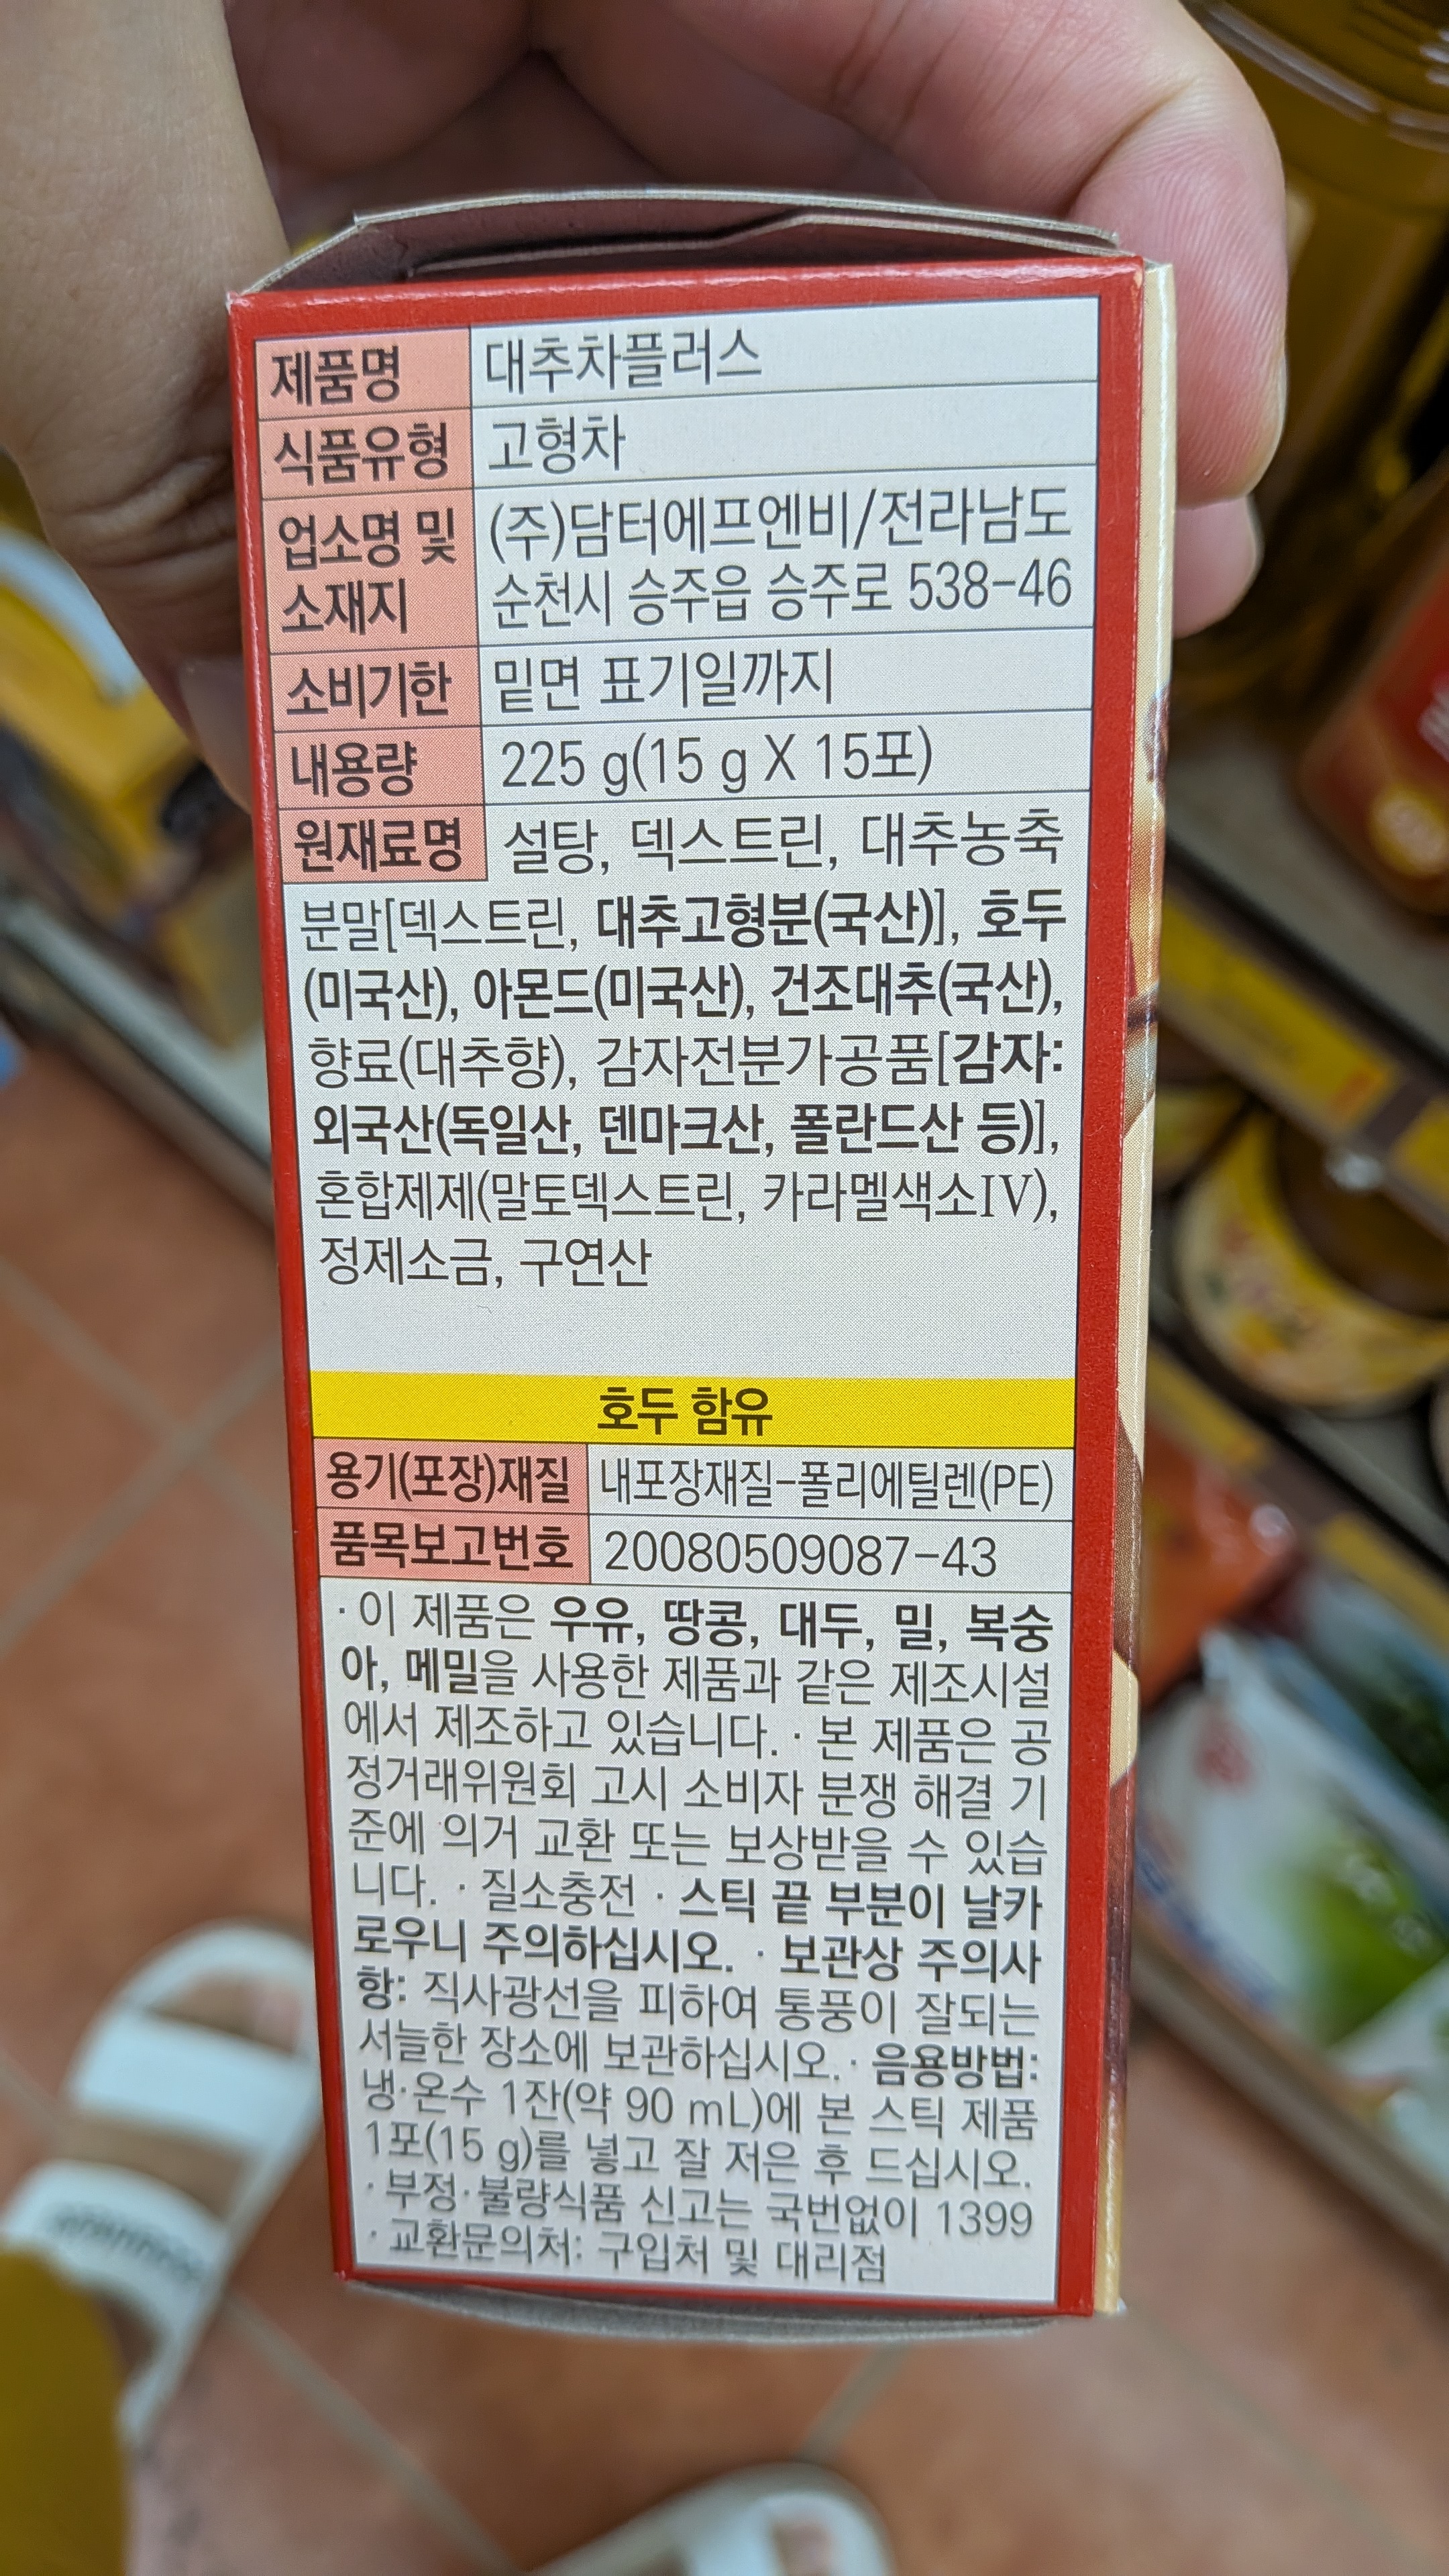 제품명 대추차플러스
식품유형 고형차
업소명 및 소재지 (주)담터에프엔비/전라남도
순천시 승주읍 승주로 538-46
소비기한 밑면 표기일까지
내용량 225 g(15 g X 15포)
원재료명 설탕, 덱스트린, 대추농축
분말[덱스트린, 대추고형분(국산)], 호두
(미국산), 아몬드(미국산), 건조대추(국산),
향료(대추향), 감자전분가공품[감자:
외국산(독일산, 덴마크산, 폴란드산 등)],
혼합제제(말토덱스트린, 카라멜색소IV),
정제소금, 구연산
호두 함유
용기(포장)재질 내포장재질-폴리에틸렌(PE)
품목보고번호 20080509087-43
· 이 제품은 우유, 땅콩, 대두, 밀, 복숭
아, 메밀을 사용한 제품과 같은 제조시설
에서 제조하고 있습니다. · 본 제품은 공
정거래위원회 고시 소비자 분쟁 해결 기
준에 의거 교환 또는 보상받을 수 있습
니다. · 질소충전 · 스틱 끝 부분이 날카
로우니 주의하십시오. · 보관상 주의사
항: 직사광선을 피하여 통풍이 잘되는
서늘한 장소에 보관하십시오. · 음용방법:
냉·온수 1잔(약 90 mL)에 본 스틱 제품
1포(15 g)를 넣고 잘 저은 후 드십시오.
· 부정·불량식품 신고는 국번없이 1399
· 교환문의처: 구입처 및 대리점